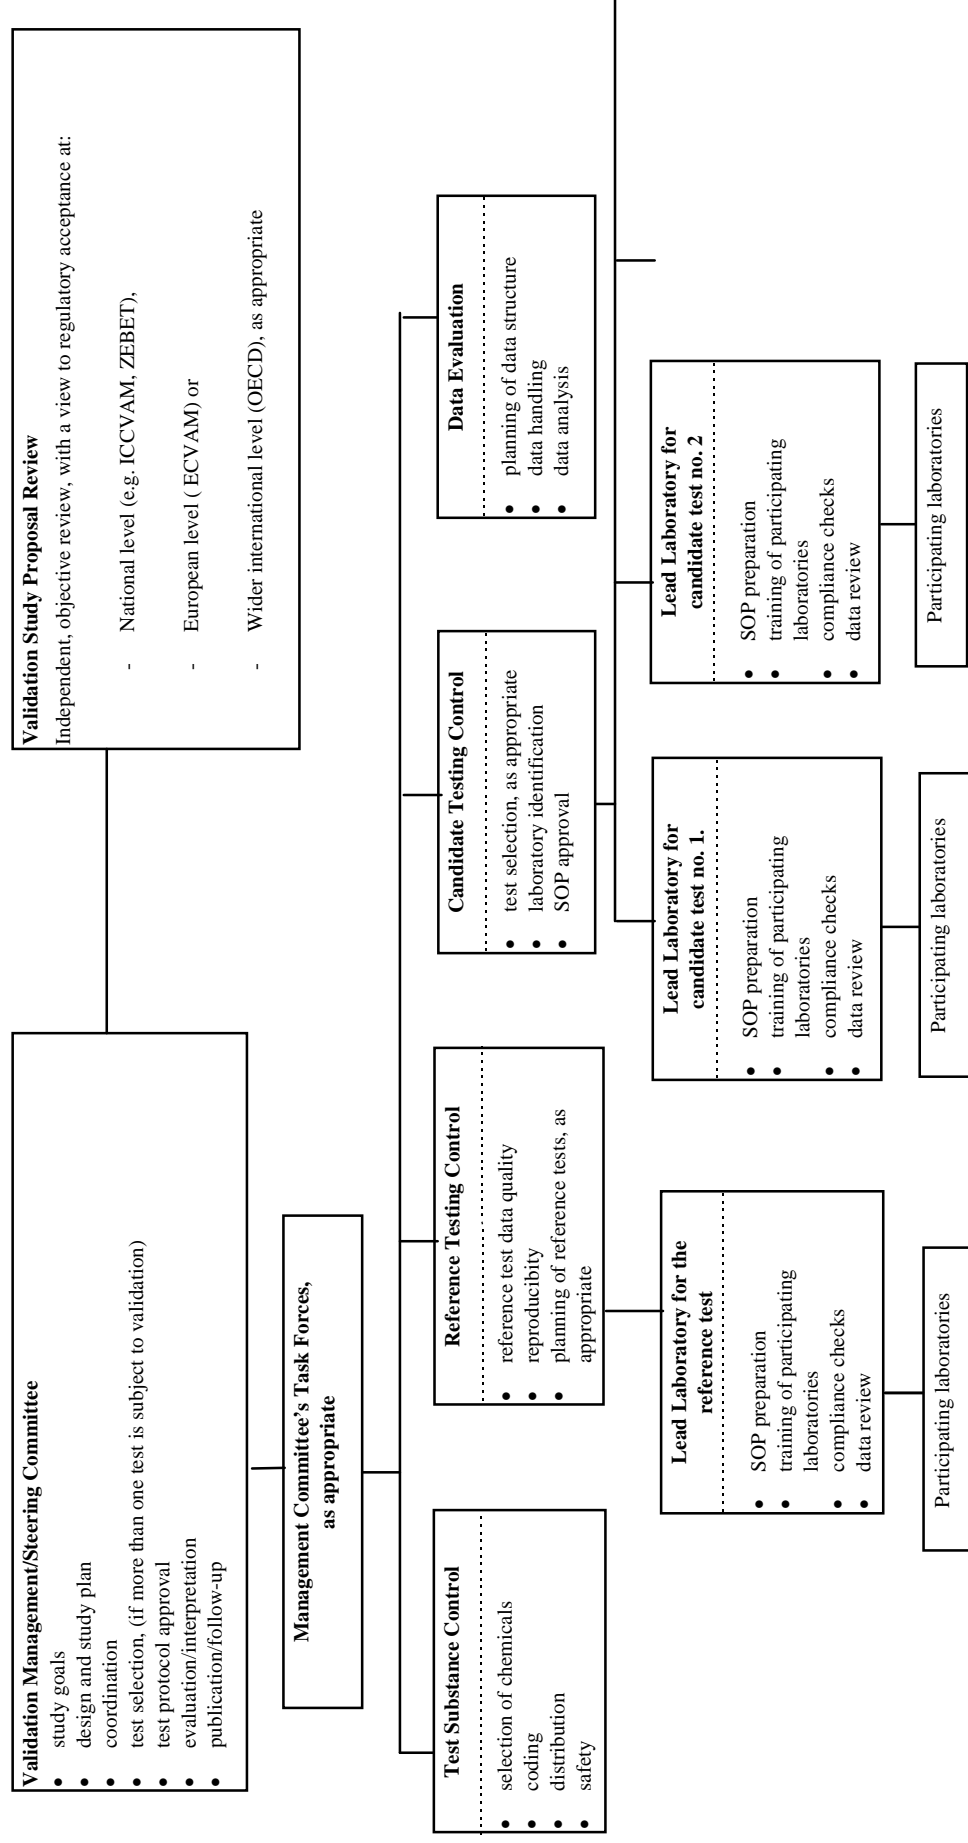 Validation Management/Steering Committee
● study goals
● design and study plan
● coordination
● test selection, (if more than one test is subject to validation)
● test protocol approval
● evaluation/interpretation
● publication/follow-up
Validation Study Proposal Review
Independent, objective review, with a view to regulatory acceptance at:
- National level (e.g. ICCVAM, ZEBET),
- European level ( ECVAM) or
- Wider international level (OECD), as appropriate
Management Committee's Task Forces,
as appropriate
Test Substance Control
● selection of chemicals
● coding
● distribution
● safety
Reference Testing Control
● reference test data quality
● reproducibity
● planning of reference tests, as
appropriate
Candidate Testing Control
● test selection, as appropriate
● laboratory identification
● SOP approval
Data Evaluation
● planning of data structure
● data handling
● data analysis
Lead Laboratory for the
reference test
● SOP preparation
● training of participating
laboratories
● compliance checks
● data review
Lead Laboratory for
candidate test no. 1.
● SOP preparation
● training of participating
laboratories
● compliance checks
● data review
Lead Laboratory for
candidate test no. 2
● SOP preparation
● training of participating
laboratories
● compliance checks
● data review
Participating laboratories
Participating laboratories
Participating laboratories